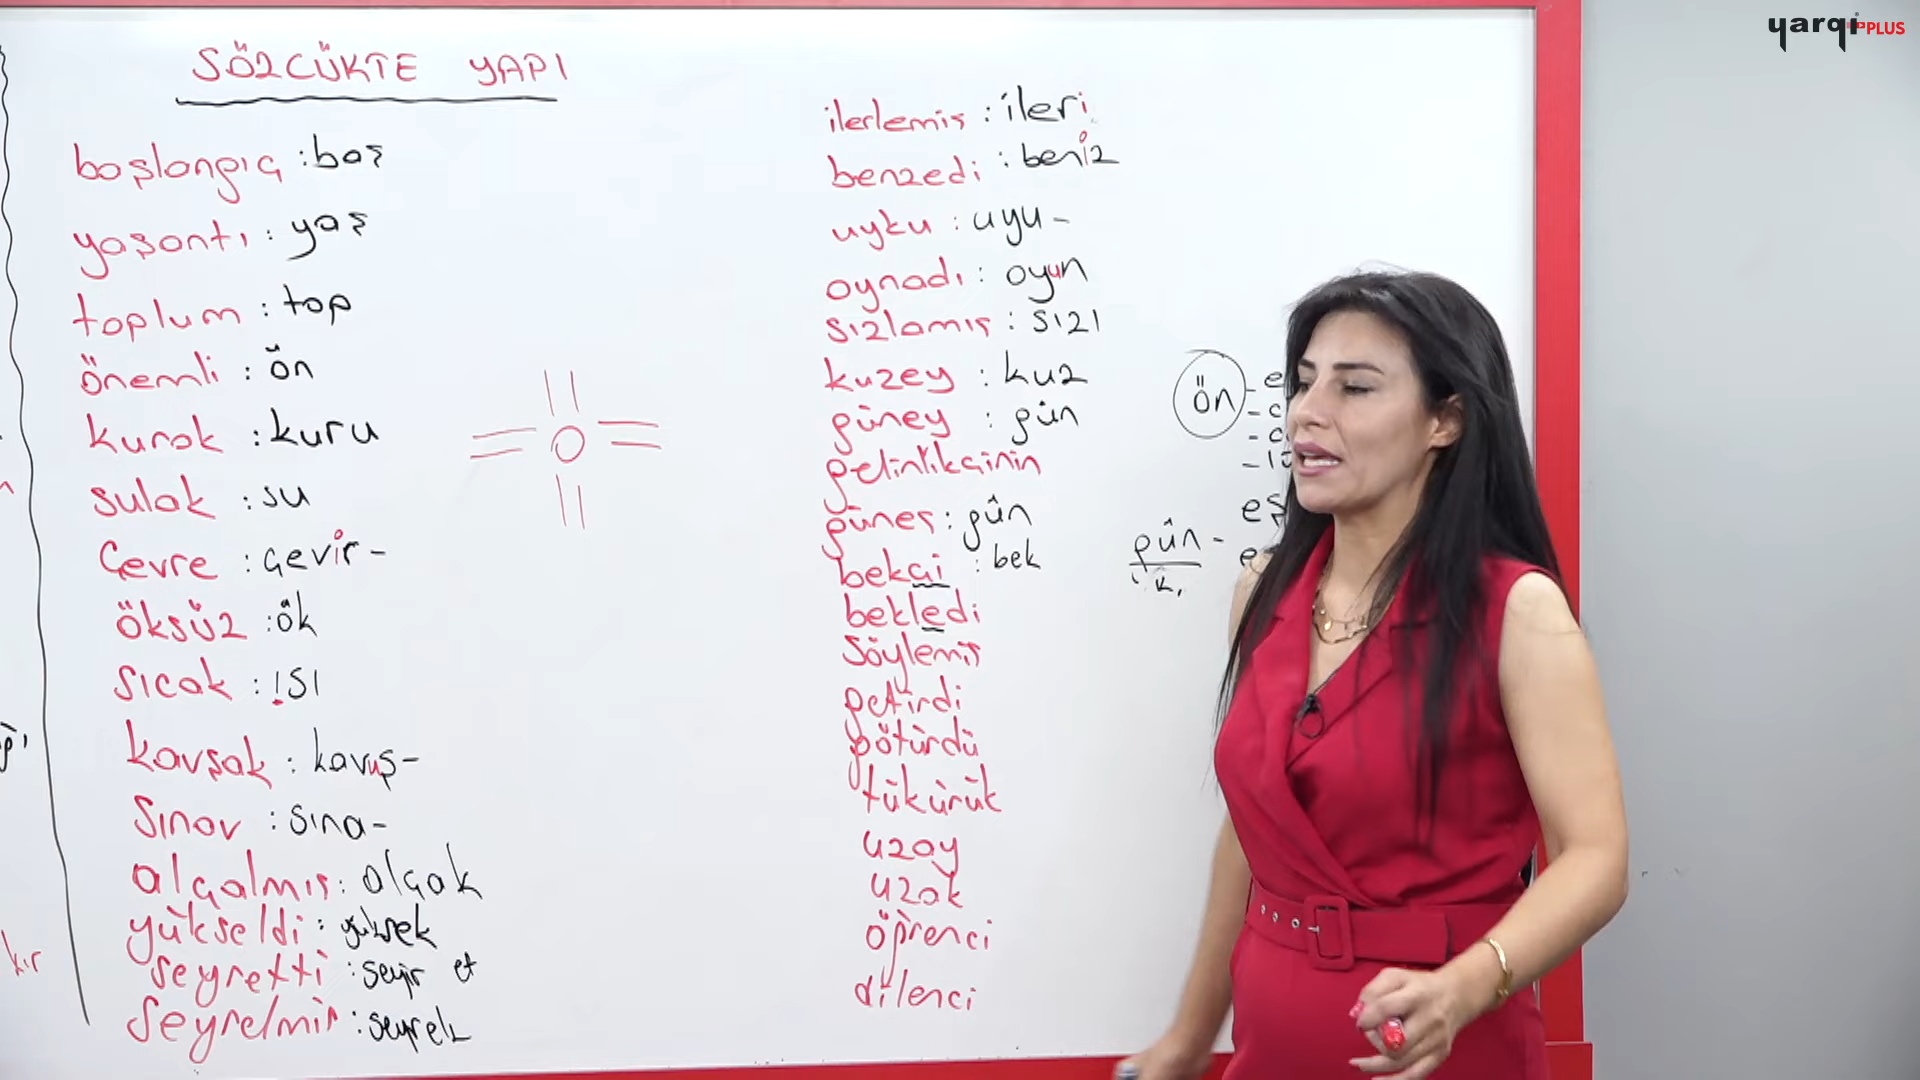 yarqi PLUS
SÖZCÜKTE YAPI
başlangıç : baş
yaşantı : yaş
toplum : top
önemli : ön
kurak : kuru
sulak : su
Çevre : çevir-
öksüz : ök
sıcak : ısı
kavşak : kavuş-
Sınav : sına-
alçalmış : alçak
yükseldi : yüksek
seyretti : seyir et
seyrelmiş : seyrek
ilerlemiş : ileri
benzedi : beniz
uyku : uyu-
oynadı : oyun
sızlamış : sızı
kuzey : kuz
güney : gün
gelinlikçinin
güneş : gün
bekçi : bek
bekledi
söylemiş
getirdi
götürdü
tükürük
uzay
uzak
öğrenci
dilenci
ön
gün-
kır